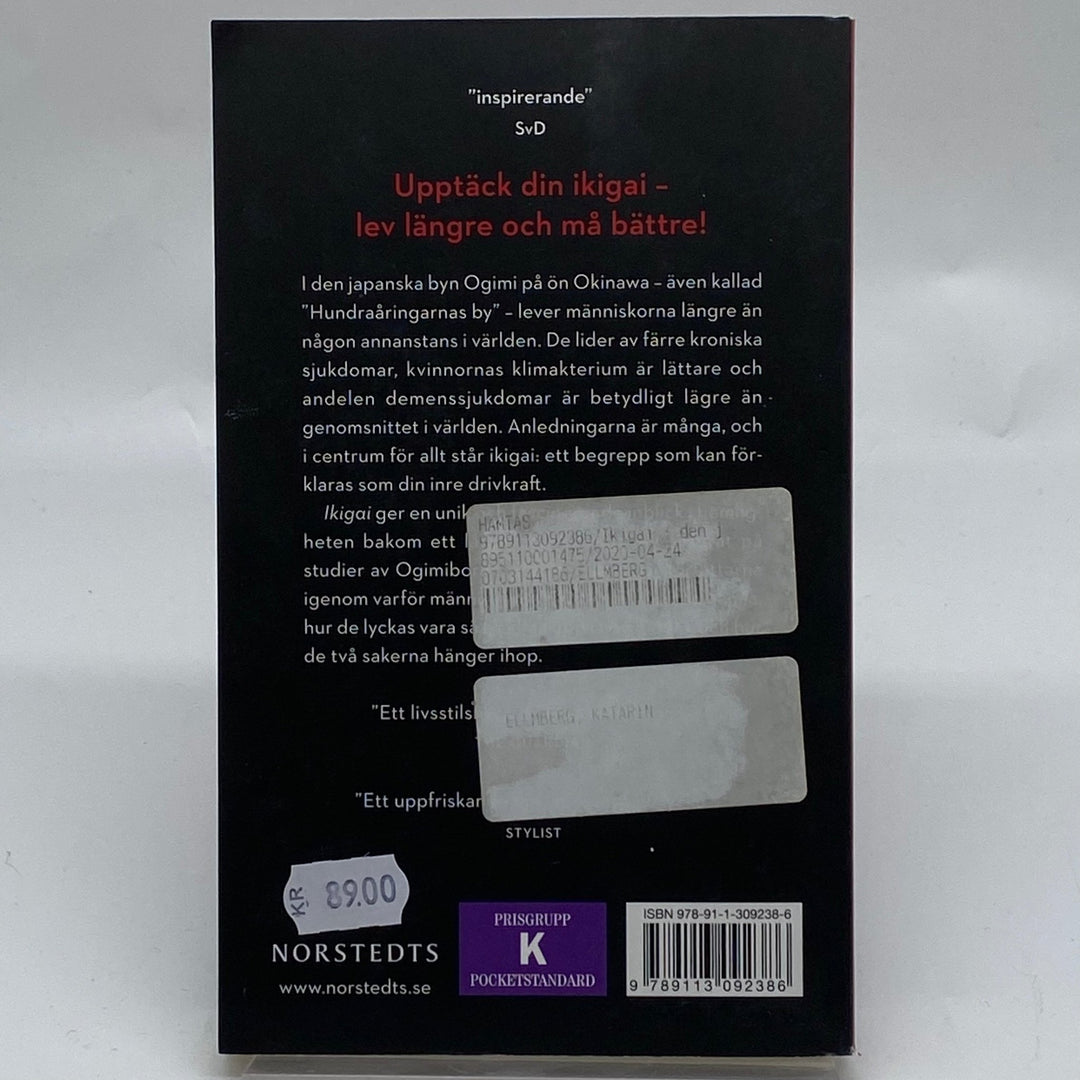 "inspirerande"
SvD
Upptäck din ikigai –
lev längre och må bättre!
I den japanska byn Ogimi på ön Okinawa – även kallad
"Hundraåringarnas by" – lever människorna längre än
någon annanstans i världen. De lider av färre kroniska
sjukdomar, kvinnornas klimakterium är lättare och
andelen demenssjukdomar är betydligt lägre än
genomsnittet i världen. Anledningarna är många, och
i centrum för allt står ikigai: ett begrepp som kan för-
klaras som din inre drivkraft.
Ikigai ger en unik
heten bakom ett
studier av Ogimibo
igenom varför männ
hur de lyckas vara
de två sakerna hänger ihop.
HÄMTAS
9789113092386/Ikigai : den j
895110001475/2020-04-24
0703144186/ELLMBERG
"Ett livsstils
ELLMBERG, KATARIN
"Ett uppfriskan
STYLIST
KR 89.00
NORSTEDTS
www.norstedts.se
PRISGRUPP
K
POCKETSTANDARD
ISBN 978-91-1-309238-6
9 789113 092386